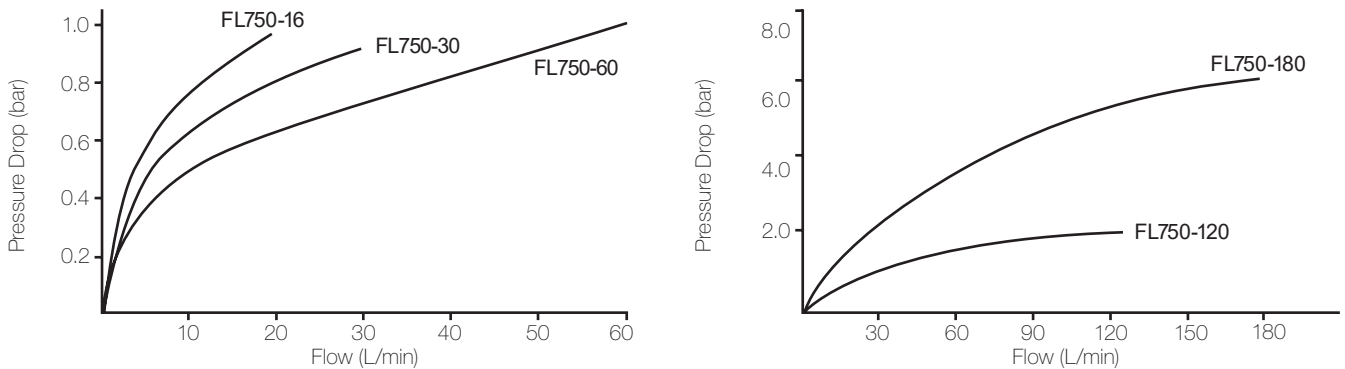 Pressure Drop (bar)
1.0
0.8
0.6
0.4
0.2
FL750-16
FL750-30
FL750-60
10 20 30 40 50 60
Flow (L/min)
Pressure Drop (bar)
8.0
6.0
4.0
2.0
FL750-180
FL750-120
30 60 90 120 150 180
Flow (L/min)